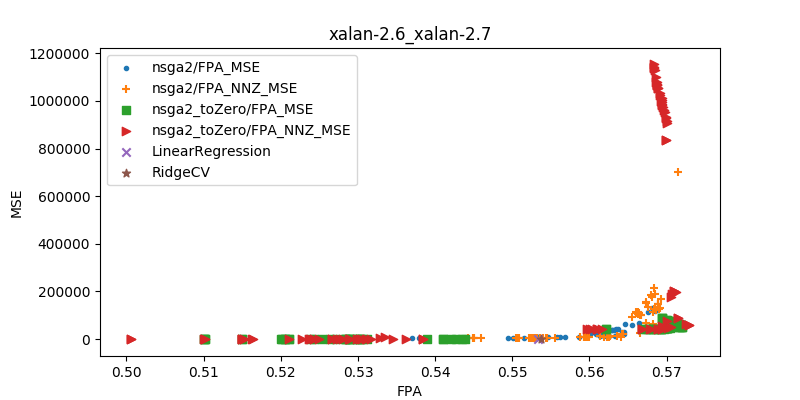 xalan-2.6_xalan-2.7
nsga2/FPA_MSE
nsga2/FPA_NNZ_MSE
nsga2_toZero/FPA_MSE
nsga2_toZero/FPA_NNZ_MSE
LinearRegression
RidgeCV
MSE
1200000
1000000
800000
600000
400000
200000
0
0.50 0.51 0.52 0.53 0.54 0.55 0.56 0.57
FPA